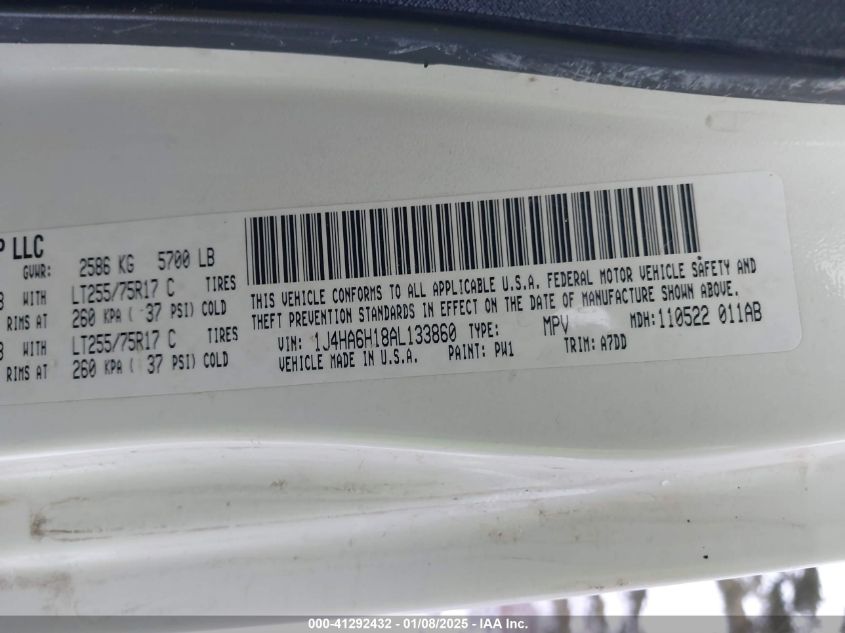 P LLC
GVWR: 2586 KG 5700 LB
WITH LT255/75R17 C TIRES
RIMS AT 260 KPA ( 37 PSI) COLD
WITH LT255/75R17 C TIRES
RIMS AT 260 KPA ( 37 PSI) COLD
THIS VEHICLE CONFORMS TO ALL APPLICABLE U.S.A. FEDERAL MOTOR VEHICLE SAFETY AND
THEFT PREVENTION STANDARDS IN EFFECT ON THE DATE OF MANUFACTURE SHOWN ABOVE.
VIN: 1J4HA6H18AL133860 TYPE: MPV MDH: 110522 011AB
VEHICLE MADE IN U.S.A. PAINT: PW1 TRIM: A7DD
000-41292432 - 01/08/2025 - IAA Inc.